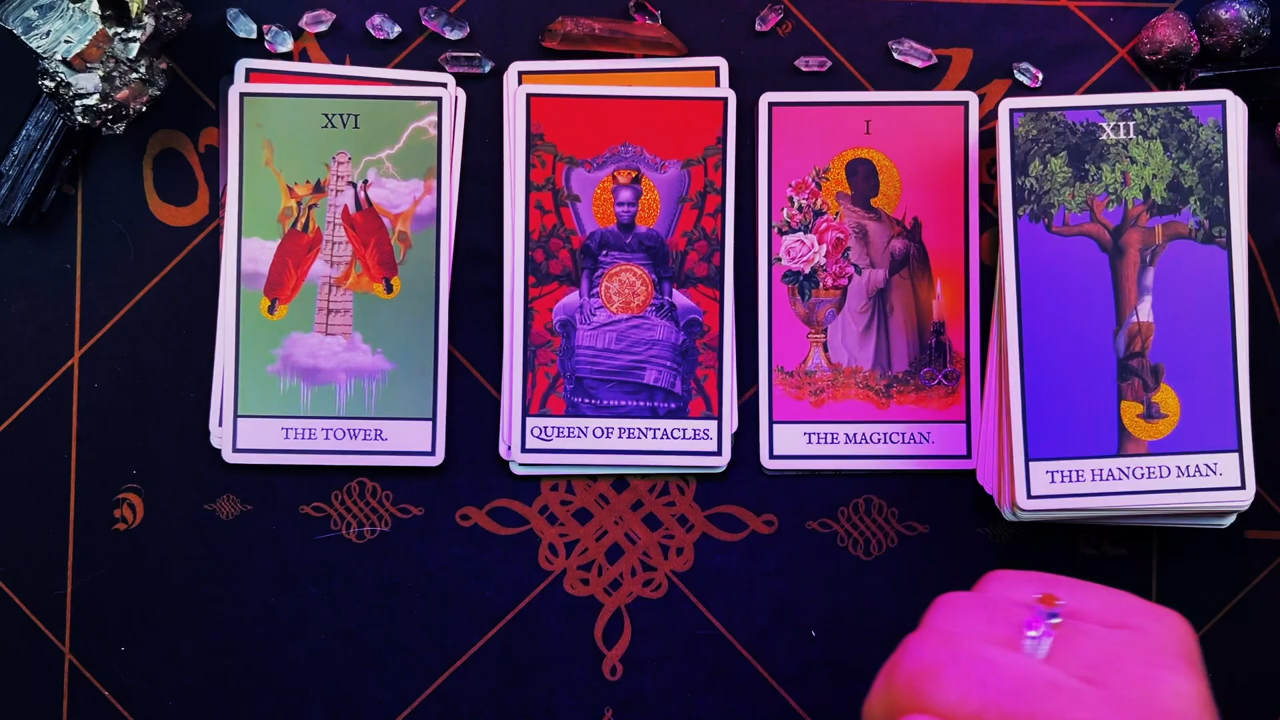 XVI
THE TOWER.
QUEEN OF PENTACLES.
I
THE MAGICIAN.
XII
THE HANGED MAN.